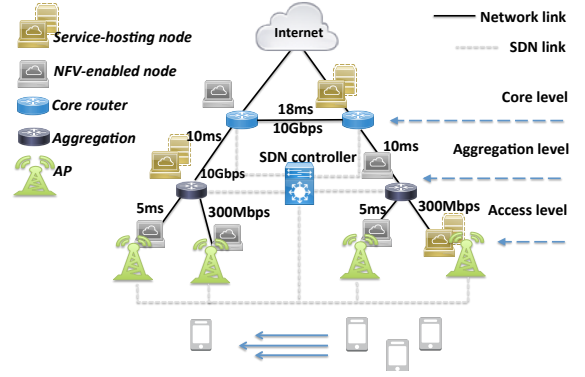 Service-hosting node
NFV-enabled node
Core router
Aggregation
AP
Internet
Network link
SDN link
18ms
10Gbps
Core level
10ms
SDN controller
10ms
Aggregation level
10Gbps
5ms
300Mbps
5ms
300Mbps
Access level